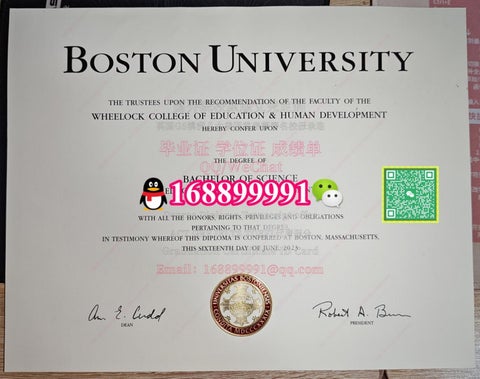 BOSTON UNIVERSITY
THE TRUSTEES UPON THE RECOMMENDATION OF THE FACULTY OF THE
WHEELOCK COLLEGE OF EDUCATION & HUMAN DEVELOPMENT
HEREBY CONFER UPON
毕业证 学位证 成绩单
QQ/WeChat
THE DEGREE OF
BACHELOR OF SCIENCE
168899991
WITH ALL THE HONORS, RIGHTS, PRIVILEGES AND OBLIGATIONS
PERTAINING TO THAT DEGREE
IN TESTIMONY WHEREOF THIS DIPLOMA IS CONFERRED AT BOSTON, MASSACHUSETTS,
THIS SIXTEENTH DAY OF JUNE, 2023.
Email: 168899991@qq.com
DEAN
Robert A.
PRESIDENT